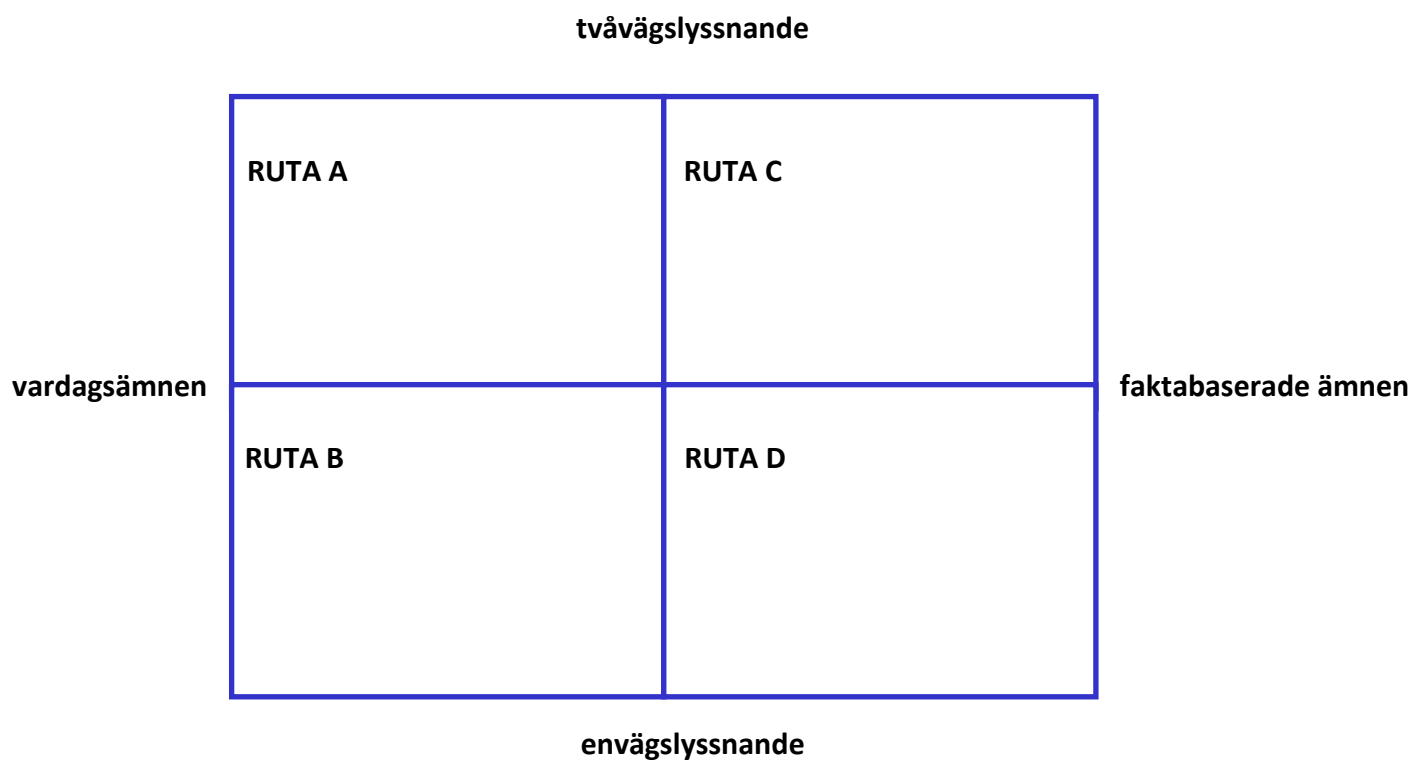 tvåvägslyssnande
RUTA A
RUTA C
vardagsämnen
faktabaserade ämnen
RUTA B
RUTA D
envägslyssnande